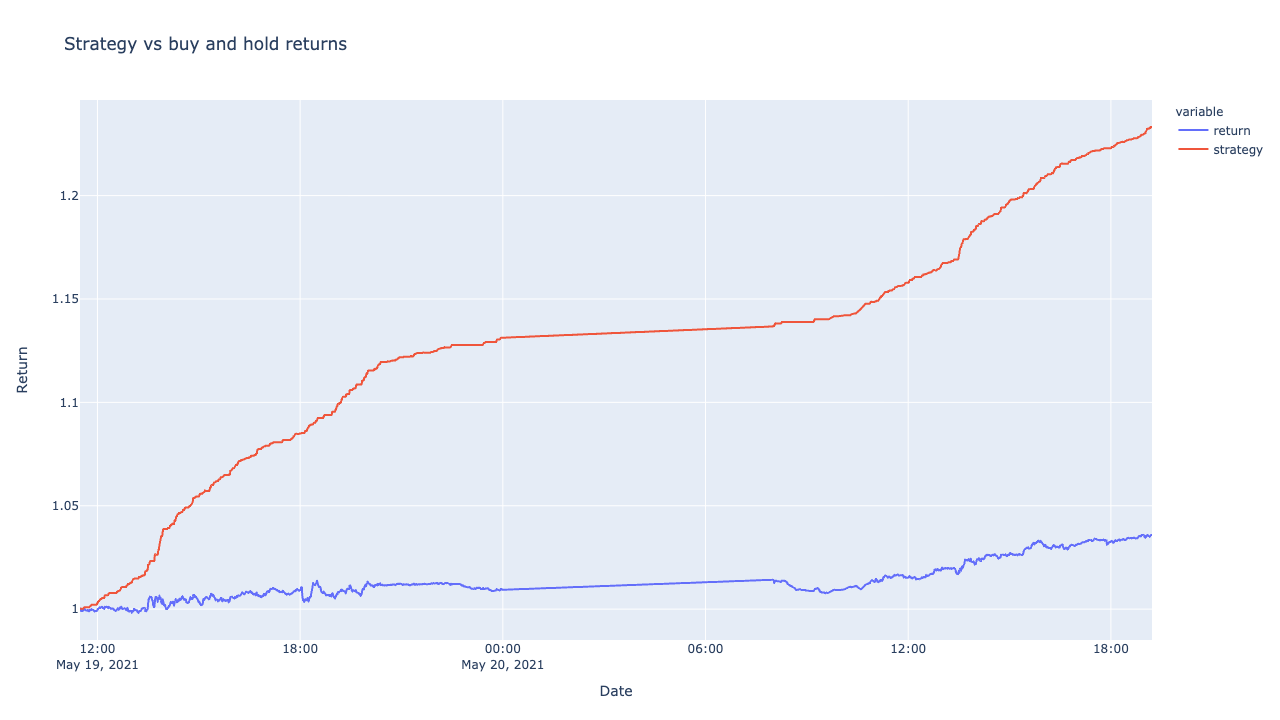 Strategy vs buy and hold returns
variable
return
strategy
Return
1.2
1.15
1.1
1.05
1
12:00 18:00 00:00 06:00 12:00 18:00
May 19, 2021 May 20, 2021
Date